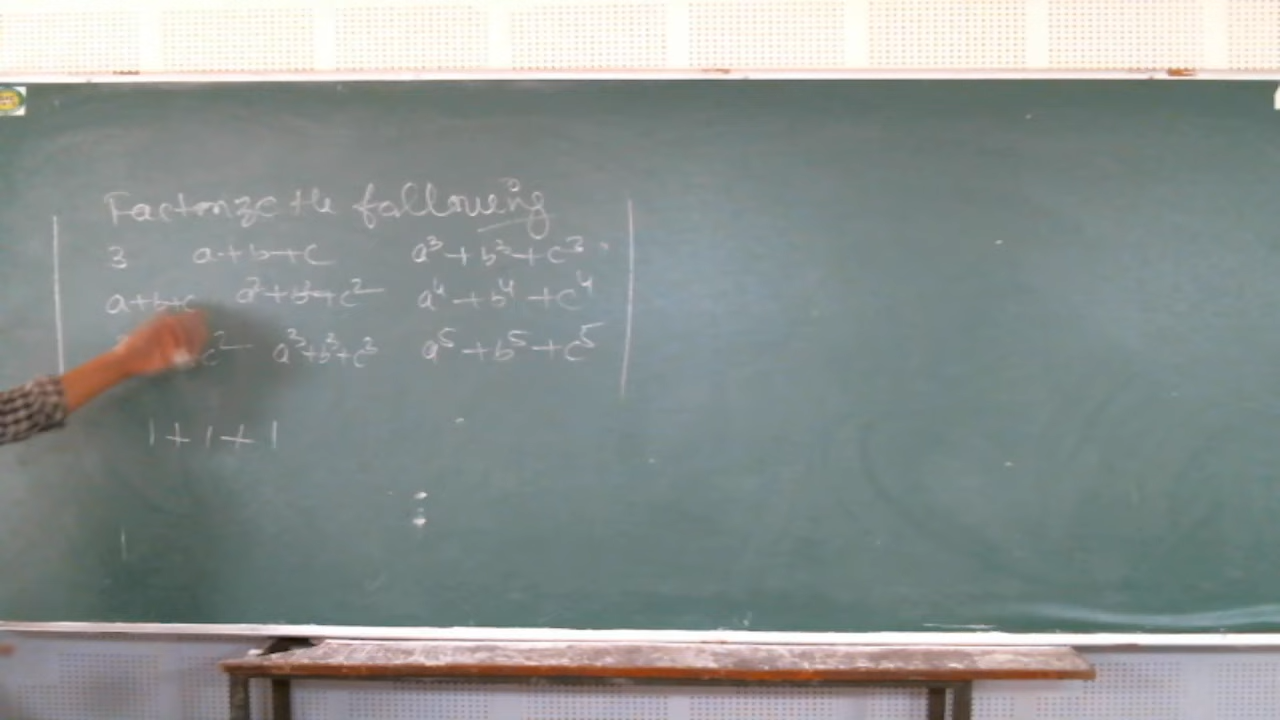 Factorize the following
3 a+b+c a³+b³+c³
a+b+c a²+b²+c² a⁴+b⁴+c⁴
c² a³+b³+c³ a⁵+b⁵+c⁵
1+1+1